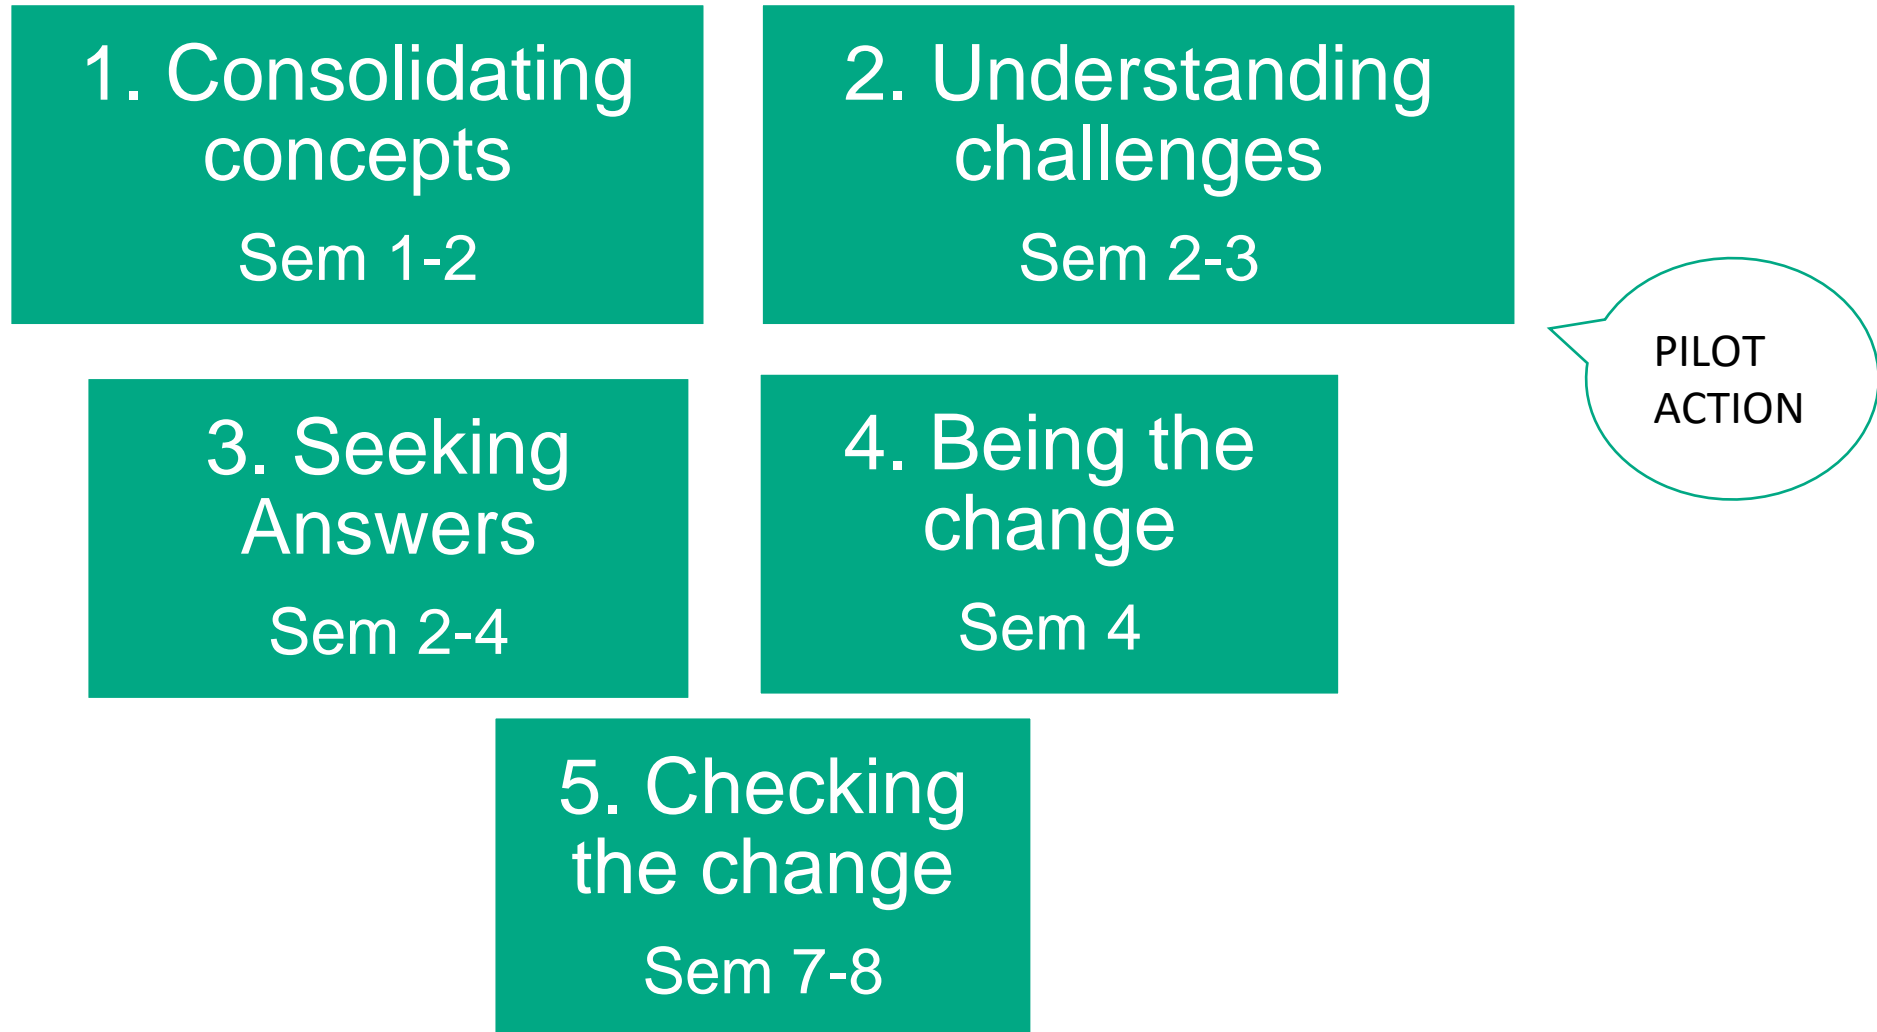 1. Consolidating
concepts
Sem 1-2
2. Understanding
challenges
Sem 2-3
PILOT
ACTION
3. Seeking
Answers
Sem 2-4
4. Being the
change
Sem 4
5. Checking
the change
Sem 7-8